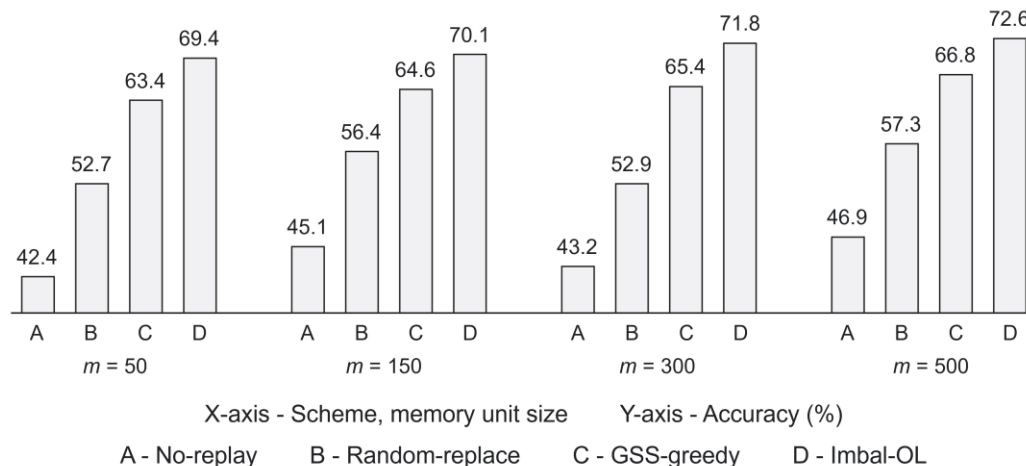 69.4 70.1 71.8 72.6
63.4 64.6 65.4 66.8
52.7 56.4 52.9 57.3
42.4 45.1 43.2 46.9
A B C D A B C D A B C D A B C D
m = 50 m = 150 m = 300 m = 500
X-axis - Scheme, memory unit size Y-axis - Accuracy (%)
A - No-replay B - Random-replace C - GSS-greedy D - Imbal-OL